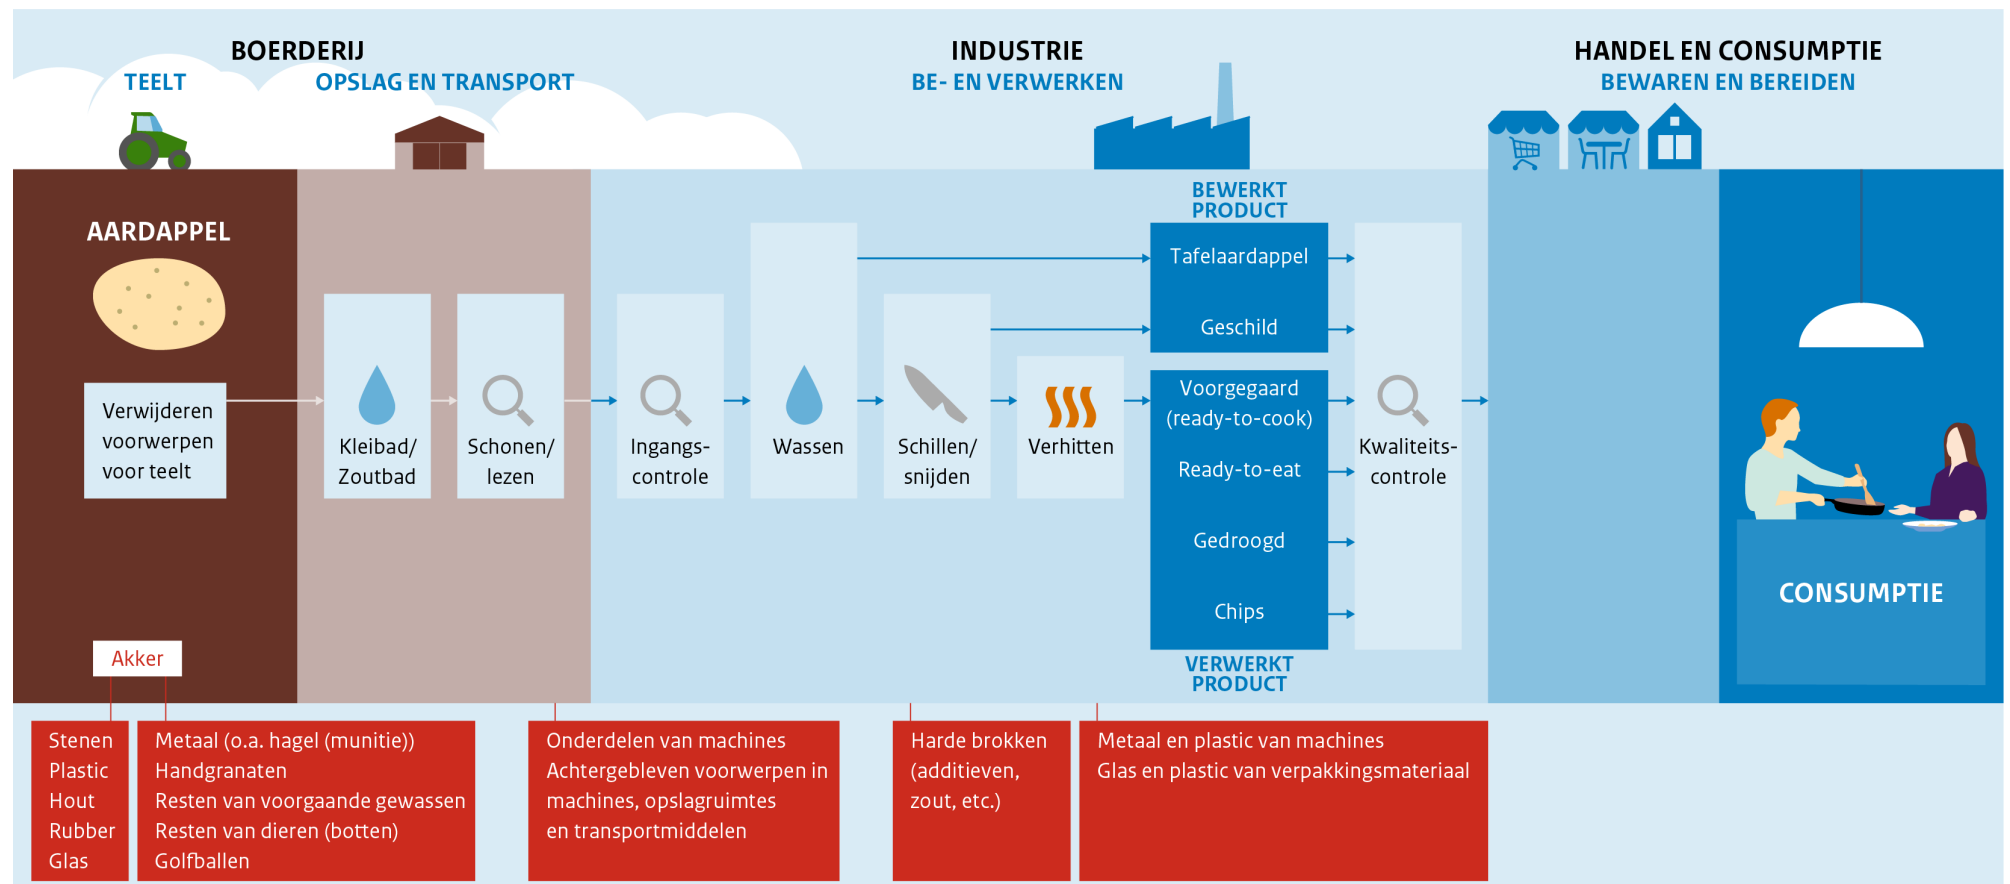 BOERDERIJ
TEELT
OPSLAG EN TRANSPORT
INDUSTRIE
BE- EN VERWERKEN
HANDEL EN CONSUMPTIE
BEWAREN EN BEREIDEN
AARDAPPEL
Verwijderen
voorwerpen
voor teelt
Kleibad/
Zoutbad
Schonen/
lezen
Ingangs-
controle
Wassen
Schillen/
snijden
Verhitten
BEWERKT
PRODUCT
Tafelaardappel
Geschild
Voorgegaard
(ready-to-cook)
Ready-to-eat
Gedroogd
Chips
VERWERKT
PRODUCT
Kwaliteits-
controle
CONSUMPTIE
Akker
Stenen
Plastic
Hout
Rubber
Glas
Metaal (o.a. hagel (munitie))
Handgranaten
Resten van voorgaande gewassen
Resten van dieren (botten)
Golfballen
Onderdelen van machines
Achtergebleven voorwerpen in
machines, opslagruimtes
en transportmiddelen
Harde brokken
(additieven,
zout, etc.)
Metaal en plastic van machines
Glas en plastic van verpakkingsmateriaal